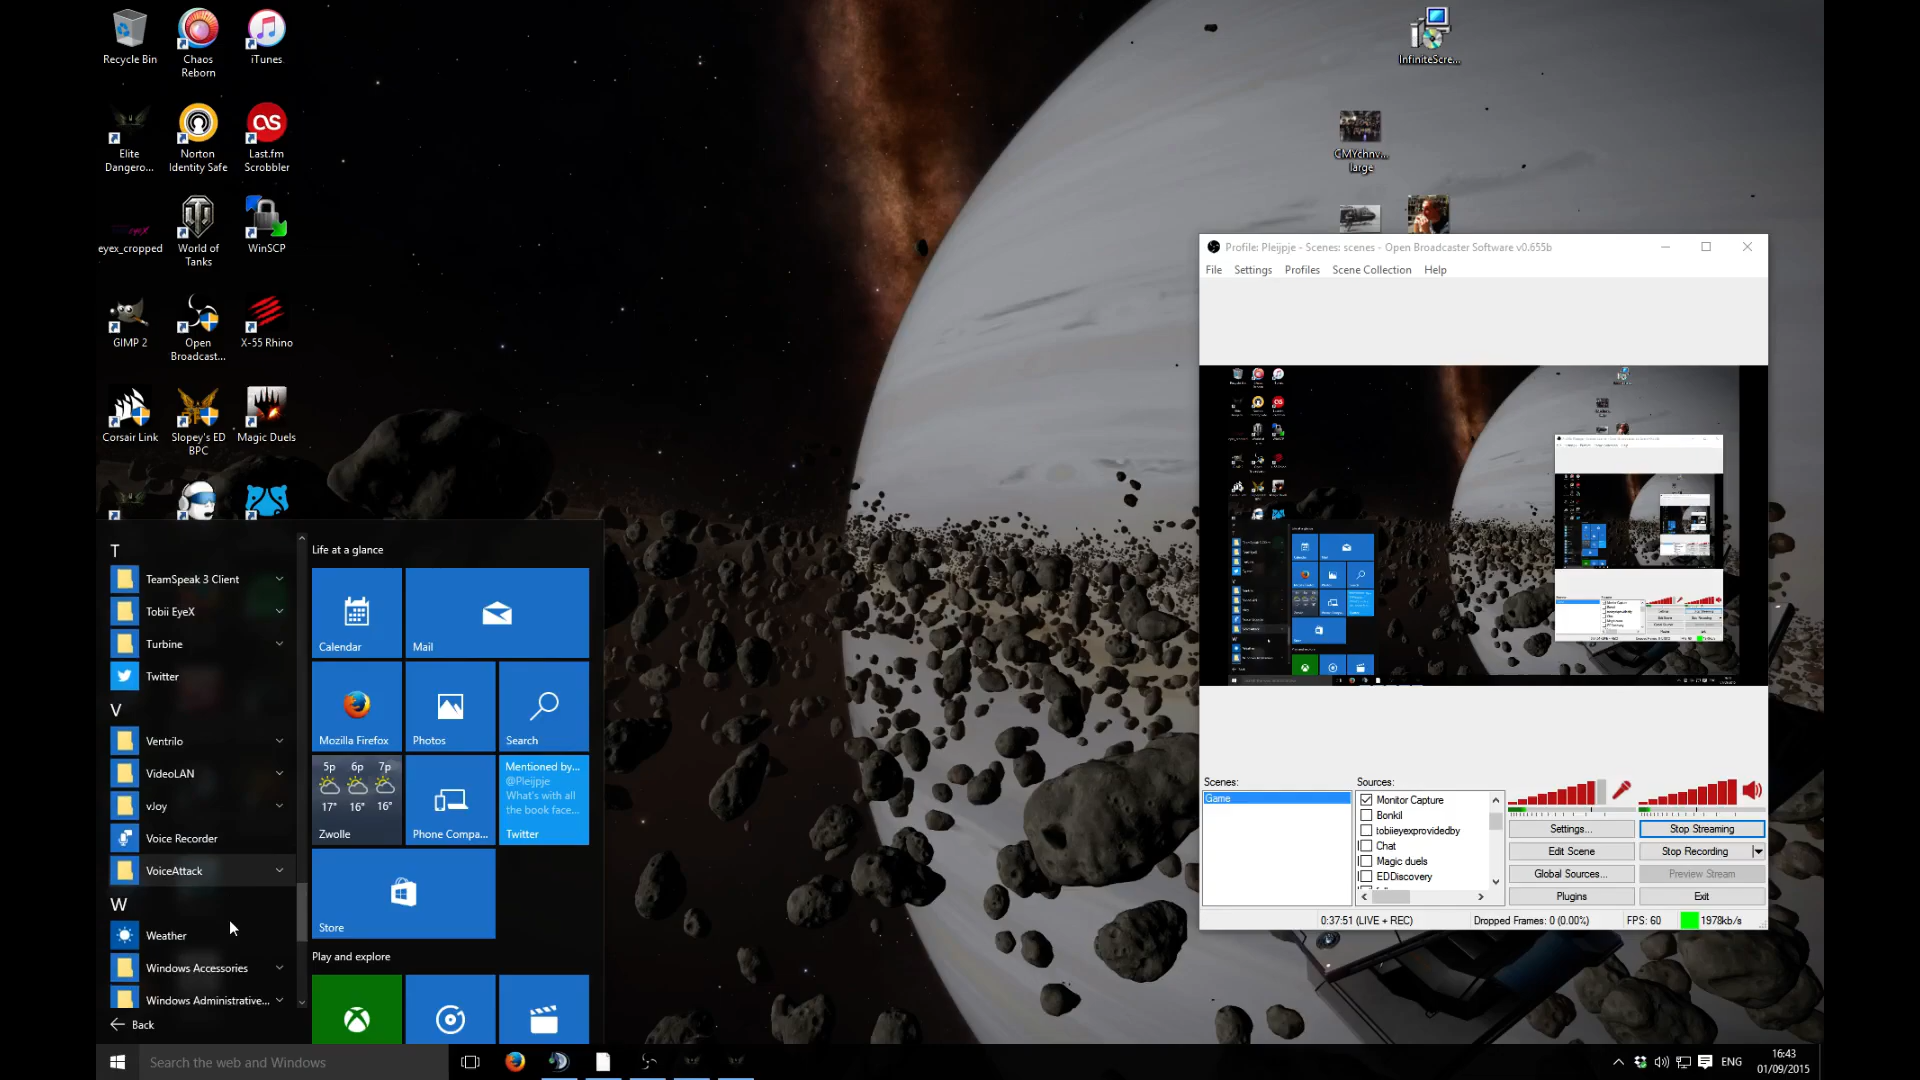 Recycle Bin
Chaos
Reborn
iTunes
Elite
Dangero...
Norton
Identity Safe
Last.fm
Scrobbler
eyex_cropped
World of
Tanks
WinSCP
GIMP 2
Open
Broadcast...
X-55 Rhino
Corsair Link
Slopey's ED
BPC
Magic Duels
InfiniteScre...
CMYchnv...
large
T
TeamSpeak 3 Client
Tobii EyeX
Turbine
Twitter
V
Ventrilo
VideoLAN
vJoy
Voice Recorder
VoiceAttack
W
Weather
Windows Accessories
Windows Administrative...
Back
Life at a glance
Calendar
Mail
Mozilla Firefox
Photos
Search
5p 6p 7p
17° 16° 16°
Zwolle
Phone Compa...
Mentioned by...
@Pleijpje
What's with all
the book face...
Twitter
Store
Play and explore
Profile: Pleijpje - Scenes: scenes - Open Broadcaster Software v0.655b
File Settings Profiles Scene Collection Help
Scenes:
Game
Sources:
Monitor Capture
Bonkil
tobiieyexprovidedby
Chat
Magic duels
EDDiscovery
Settings...
Stop Streaming
Edit Scene
Stop Recording
Global Sources...
Preview Stream
Plugins
Exit
0:37:51 (LIVE + REC)
Dropped Frames: 0 (0.00%)
FPS: 60
1978kb/s
Search the web and Windows
ENG
16:43
01/09/2015